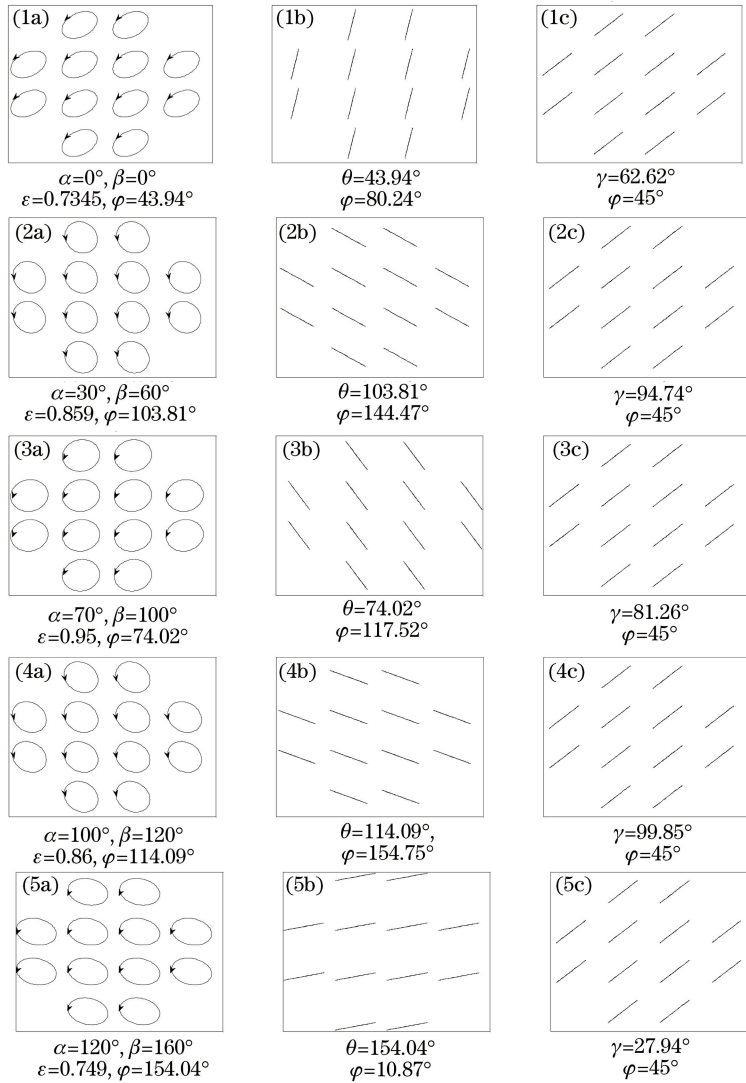 (1a) (1b) (1c)
α=0°, β=0° θ=43.94° γ=62.62°
ε=0.7345, φ=43.94° φ=80.24° φ=45°
(2a) (2b) (2c)
α=30°, β=60° θ=103.81° γ=94.74°
ε=0.859, φ=103.81° φ=144.47° φ=45°
(3a) (3b) (3c)
α=70°, β=100° θ=74.02° γ=81.26°
ε=0.95, φ=74.02° φ=117.52° φ=45°
(4a) (4b) (4c)
α=100°, β=120° θ=114.09°, γ=99.85°
ε=0.86, φ=114.09° φ=154.75° φ=45°
(5a) (5b) (5c)
α=120°, β=160° θ=154.04° γ=27.94°
ε=0.749, φ=154.04° φ=10.87° φ=45°